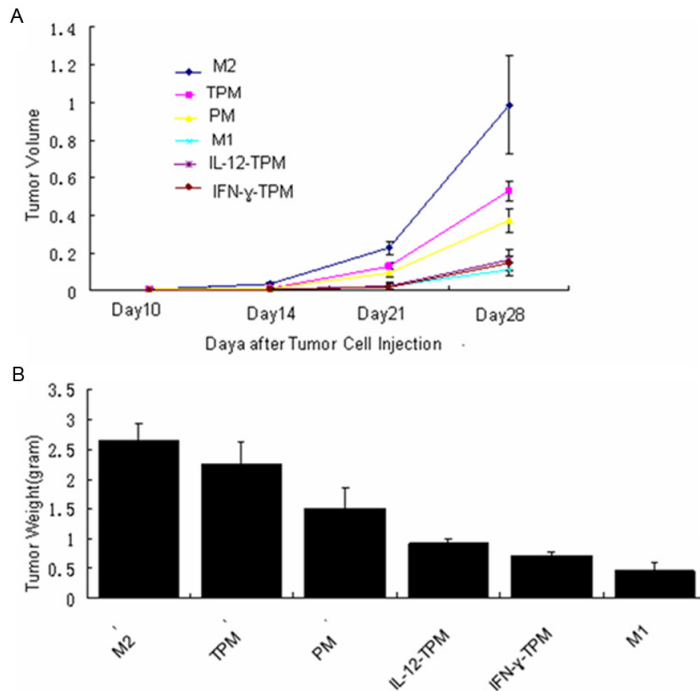 A
1.4
1.2
1
0.8
0.6
0.4
0.2
0
Tumor Volume
M2
TPM
PM
M1
IL-12-TPM
IFN-ɣ-TPM
Day10
Day14
Day21
Day28
Daya after Tumor Cell Injection
B
3.5
3
2.5
2
1.5
1
0.5
0
Tumor Weight(gram)
M2
TPM
PM
IL-12-TPM
IFN-ɣ-TPM
M1